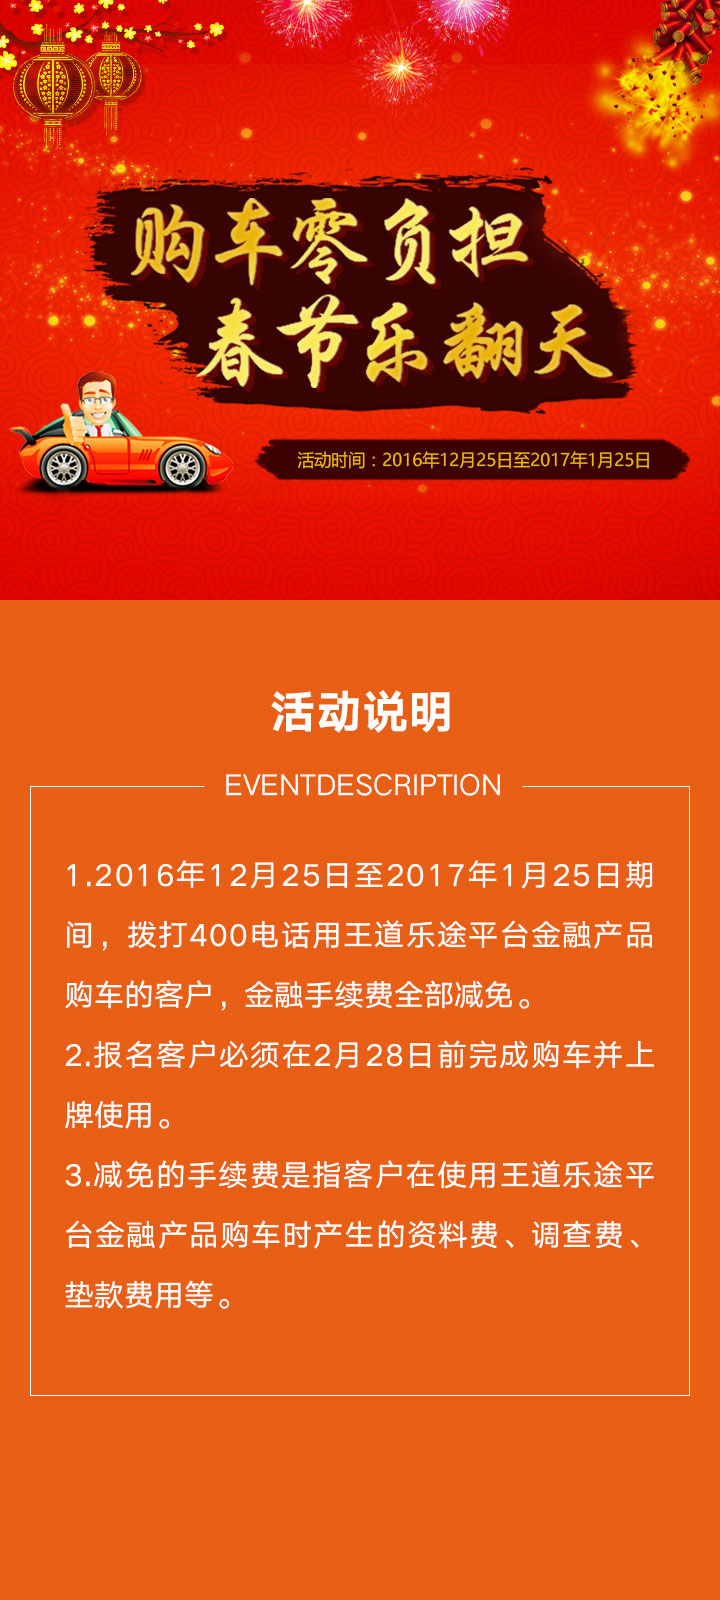 购车零负担
春节乐翻天
活动时间：2016年12月25日至2017年1月25日
活动说明
EVENTDESCRIPTION
1.2016年12月25日至2017年1月25日期
间，拨打400电话用王道乐途平台金融产品
购车的客户，金融手续费全部减免。
2.报名客户必须在2月28日前完成购车并上
牌使用。
3.减免的手续费是指客户在使用王道乐途平
台金融产品购车时产生的资料费、调查费、
垫款费用等。